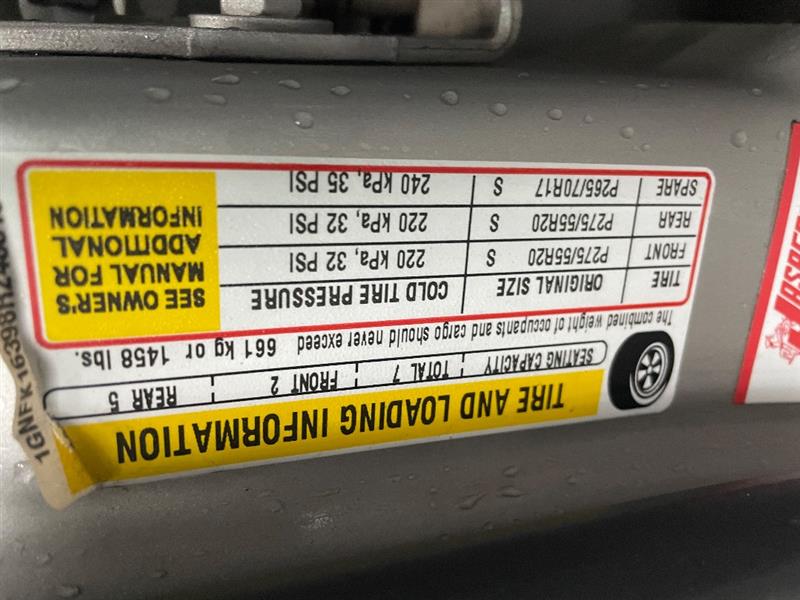 TIRE AND LOADING INFORMATION
SEATING CAPACITY TOTAL 7 FRONT 2 REAR 5
The combined weight of occupants and cargo should never exceed 661 kg or 1458 lbs.
TIRE ORIGINAL SIZE COLD TIRE PRESSURE
FRONT P275/55R20 S 220 kPa, 32 PSI
REAR P275/55R20 S 220 kPa, 32 PSI
SPARE P265/70R17 S 240 kPa, 35 PSI
SEE OWNER'S
MANUAL FOR
ADDITIONAL
INFORMATION